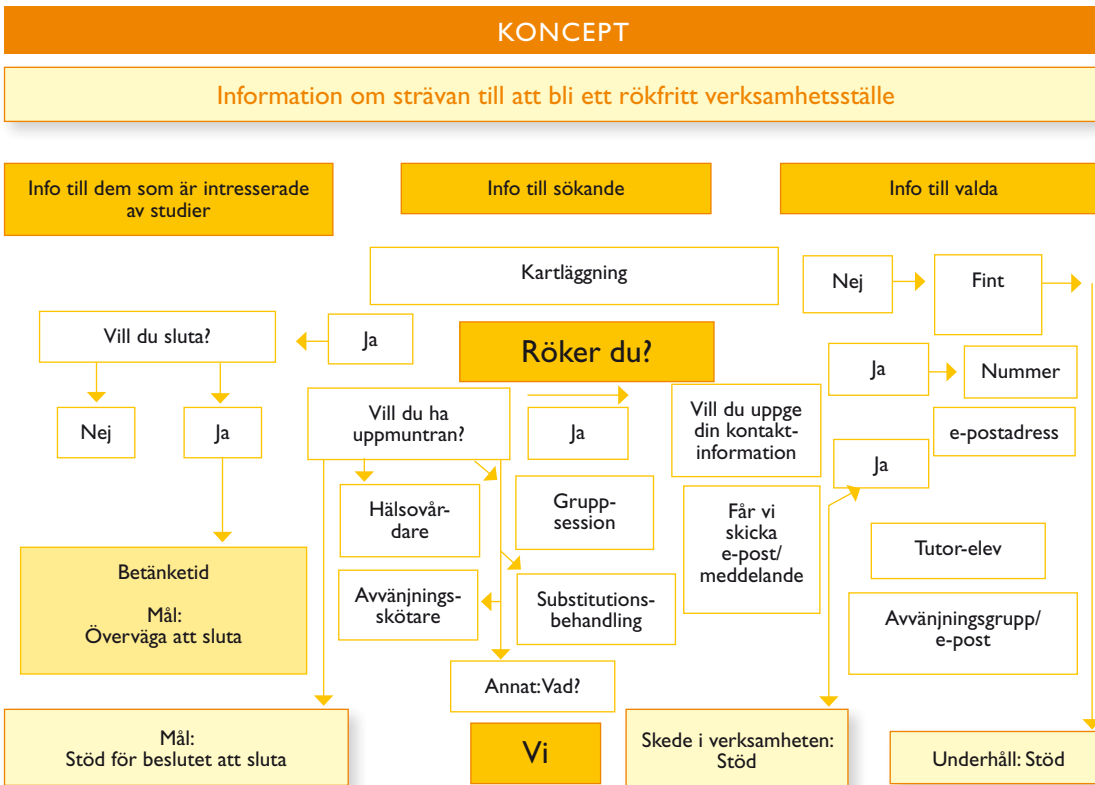 KONCEPT
Information om strävan till att bli ett rökfritt verksamhetsställe
Info till dem som är intresserade
av studier
Info till sökande
Info till valda
Kartläggning
Nej
Fint
Vill du sluta?
Ja
Röker du?
Ja
Nummer
Nej
Ja
Vill du ha
uppmuntran?
Ja
Vill du uppge
din kontakt-
information
e-postadress
Ja
Hälsovår-
dare
Grupp-
session
Får vi
skicka
e-post/
meddelande
Tutor-elev
Betänketid
Mål:
Överväga att sluta
Avvänjnings-
skötare
Substitutions-
behandling
Avvänjningsgrupp/
e-post
Annat: Vad?
Mål:
Stöd för beslutet att sluta
Vi
Skede i verksamheten:
Stöd
Underhåll: Stöd